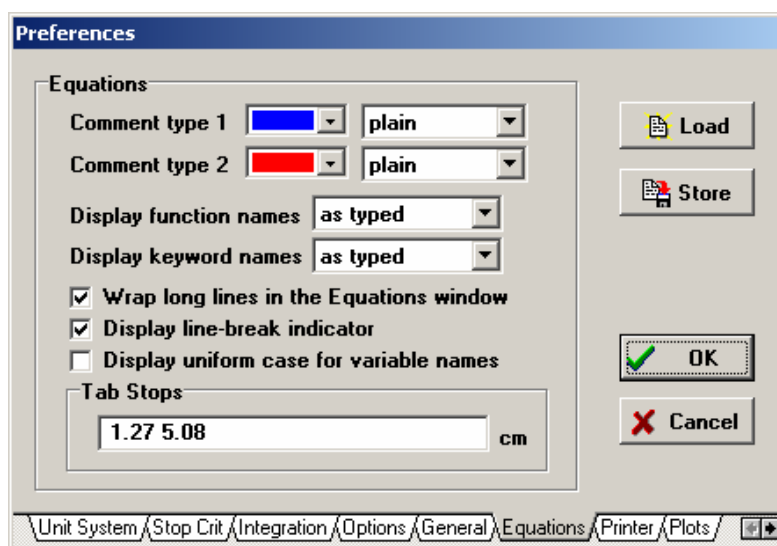 Preferences
Equations
Comment type 1 plain
Comment type 2 plain
Display function names as typed
Display keyword names as typed
Wrap long lines in the Equations window
Display line-break indicator
Display uniform case for variable names
Tab Stops
1.27 5.08 cm
Load
Store
OK
Cancel
Unit System Stop Crit Integration Options General Equations Printer Plots